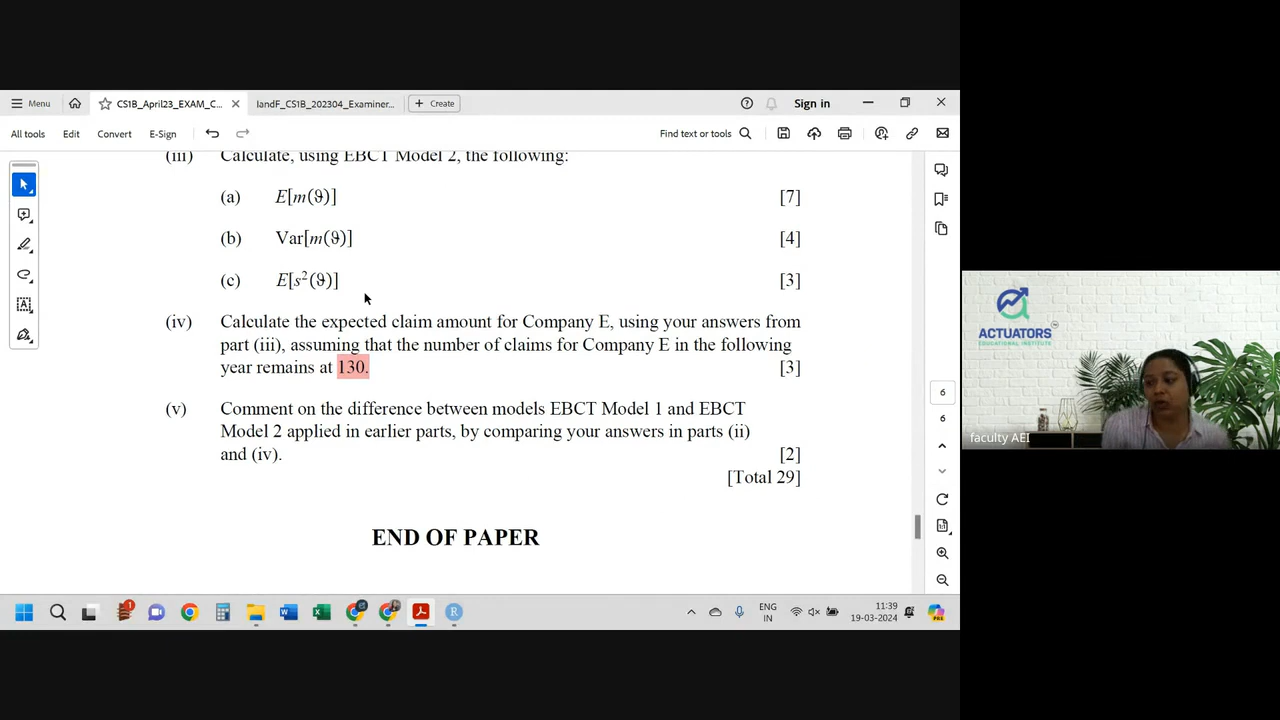 Menu
CS1B_April23_EXAM_C...
IandF_CS1B_202304_Examiner...
Create
Sign in
All tools
Edit
Convert
E-Sign
Find text or tools
(iii) Calculate, using EBCT Model 2, the following:
(a) E[m(ϑ)] [7]
(b) Var[m(ϑ)] [4]
(c) E[s²(ϑ)] [3]
(iv) Calculate the expected claim amount for Company E, using your answers from
part (iii), assuming that the number of claims for Company E in the following
year remains at 130. [3]
(v) Comment on the difference between models EBCT Model 1 and EBCT
Model 2 applied in earlier parts, by comparing your answers in parts (ii)
and (iv). [2]
[Total 29]
END OF PAPER
6
6
ACTUATORS
EDUCATIONAL INSTITUTE
faculty AEI
ENG
IN
11:39
19-03-2024